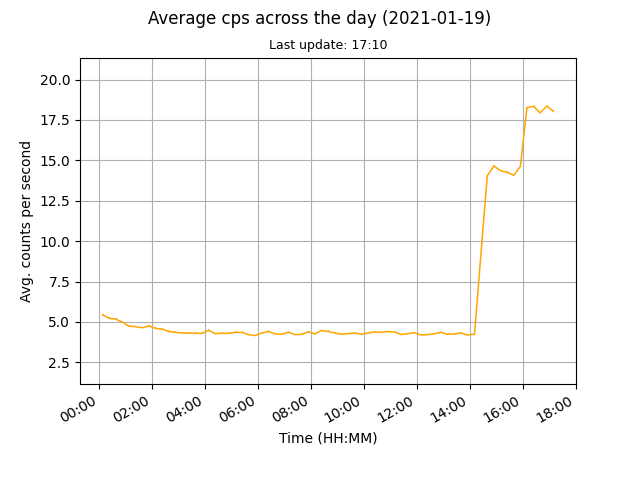 Average cps across the day (2021-01-19)
Last update: 17:10
20.0
17.5
15.0
12.5
10.0
7.5
5.0
2.5
Avg. counts per second
00:00 02:00 04:00 06:00 08:00 10:00 12:00 14:00 16:00 18:00
Time (HH:MM)